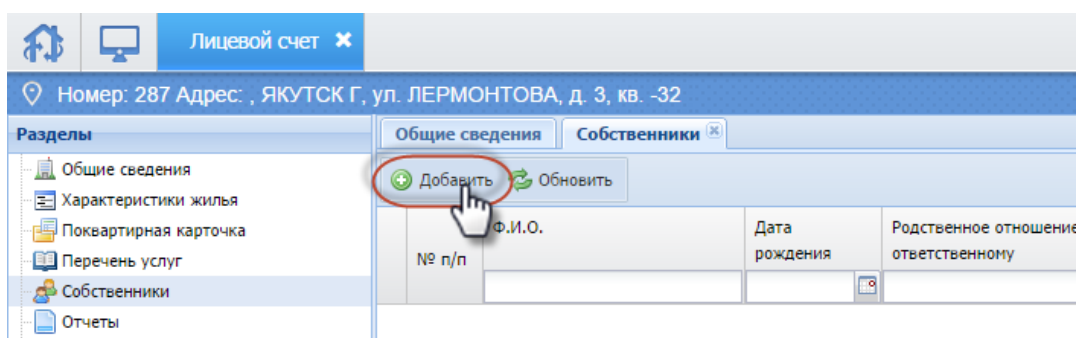 Лицевой счет
Номер: 287 Адрес: , ЯКУТСК Г, ул. ЛЕРМОНТОВА, д. 3, кв. -32
Разделы
Общие сведения Собственники
Общие сведения
Характеристики жилья
Поквартирная карточка
Перечень услуг
Собственники
Отчеты
Добавить Обновить
№ п/п
Ф.И.О.
Дата
рождения
Родственное отношение
ответственному